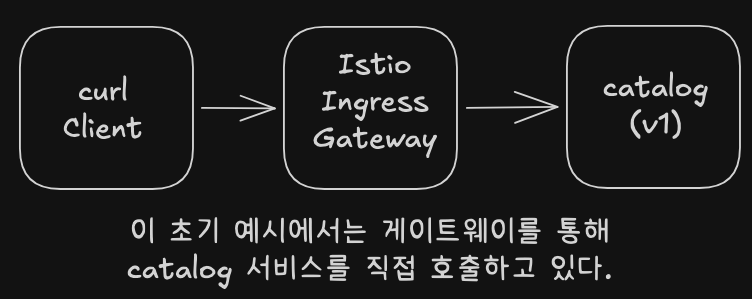 curl
Client
Istio
Ingress
Gateway
catalog
(v1)
이 초기 예시에서는 게이트웨이를 통해
catalog 서비스를 직접 호출하고 있다.